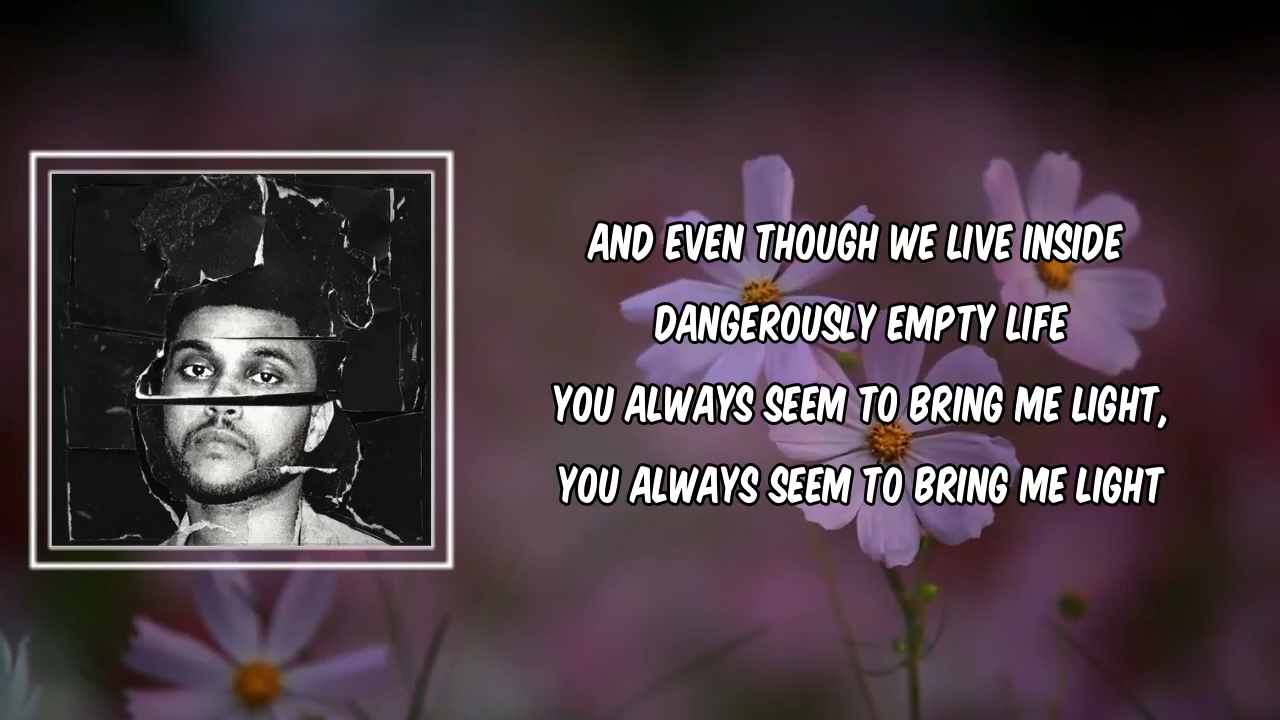 AND EVEN THOUGH WE LIVE INSIDE
DANGEROUSLY EMPTY LIFE
YOU ALWAYS SEEM TO BRING ME LIGHT,
YOU ALWAYS SEEM TO BRING ME LIGHT